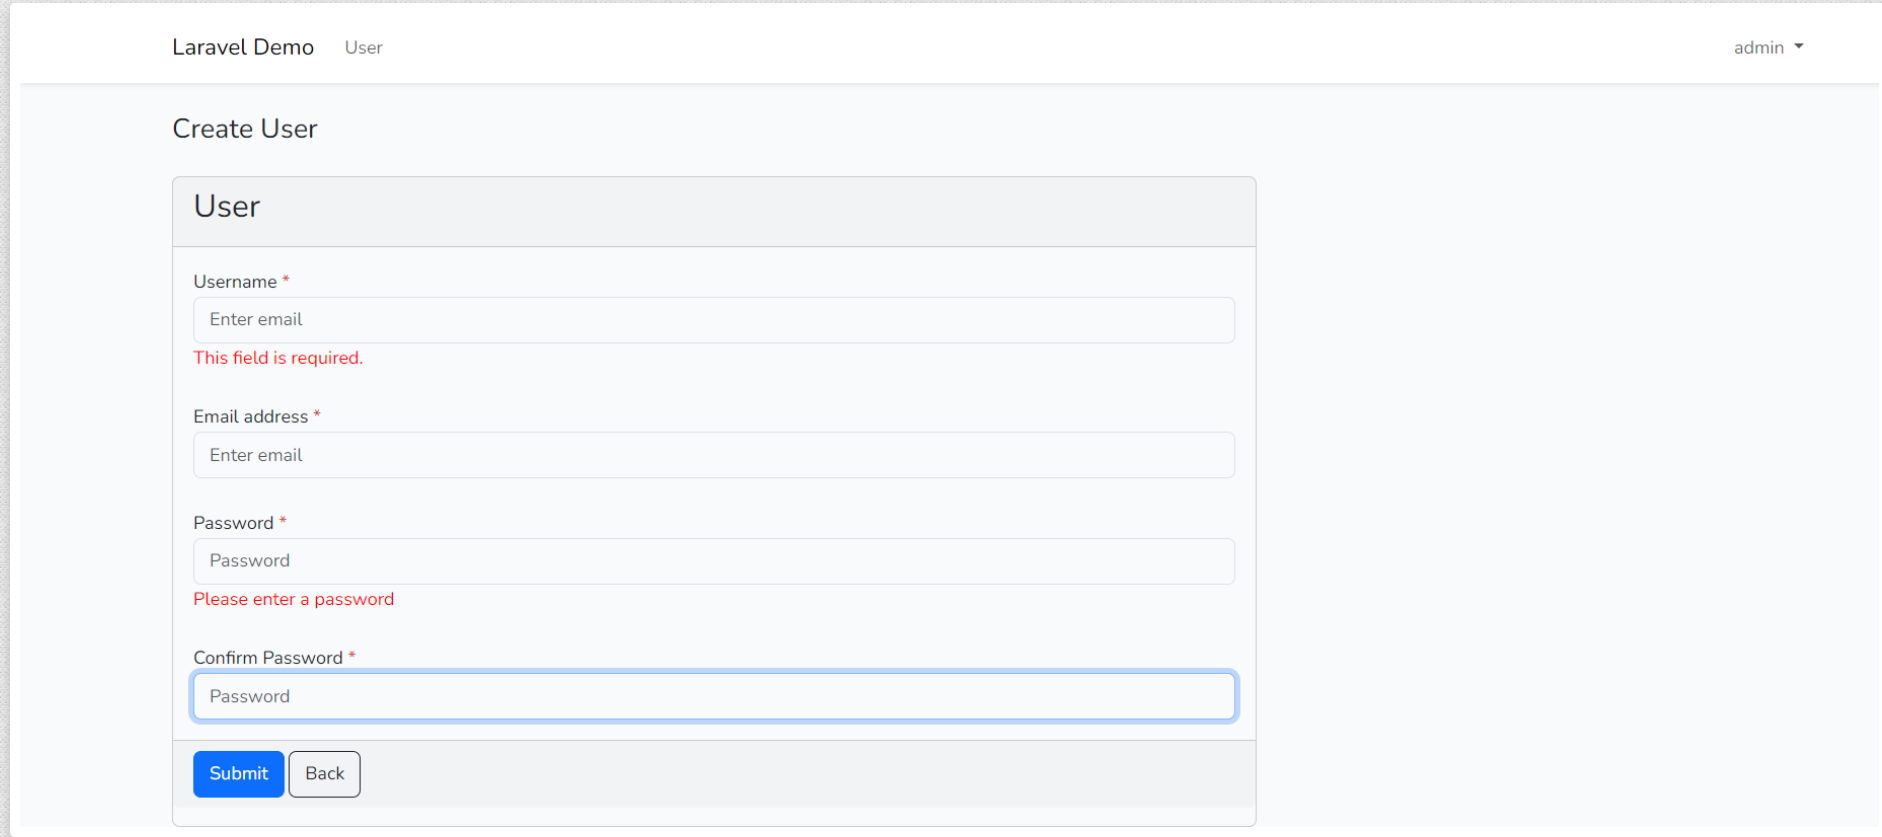 Laravel Demo User admin
Create User
User
Username *
Enter email
This field is required.
Email address *
Enter email
Password *
Password
Please enter a password
Confirm Password *
Password
Submit Back